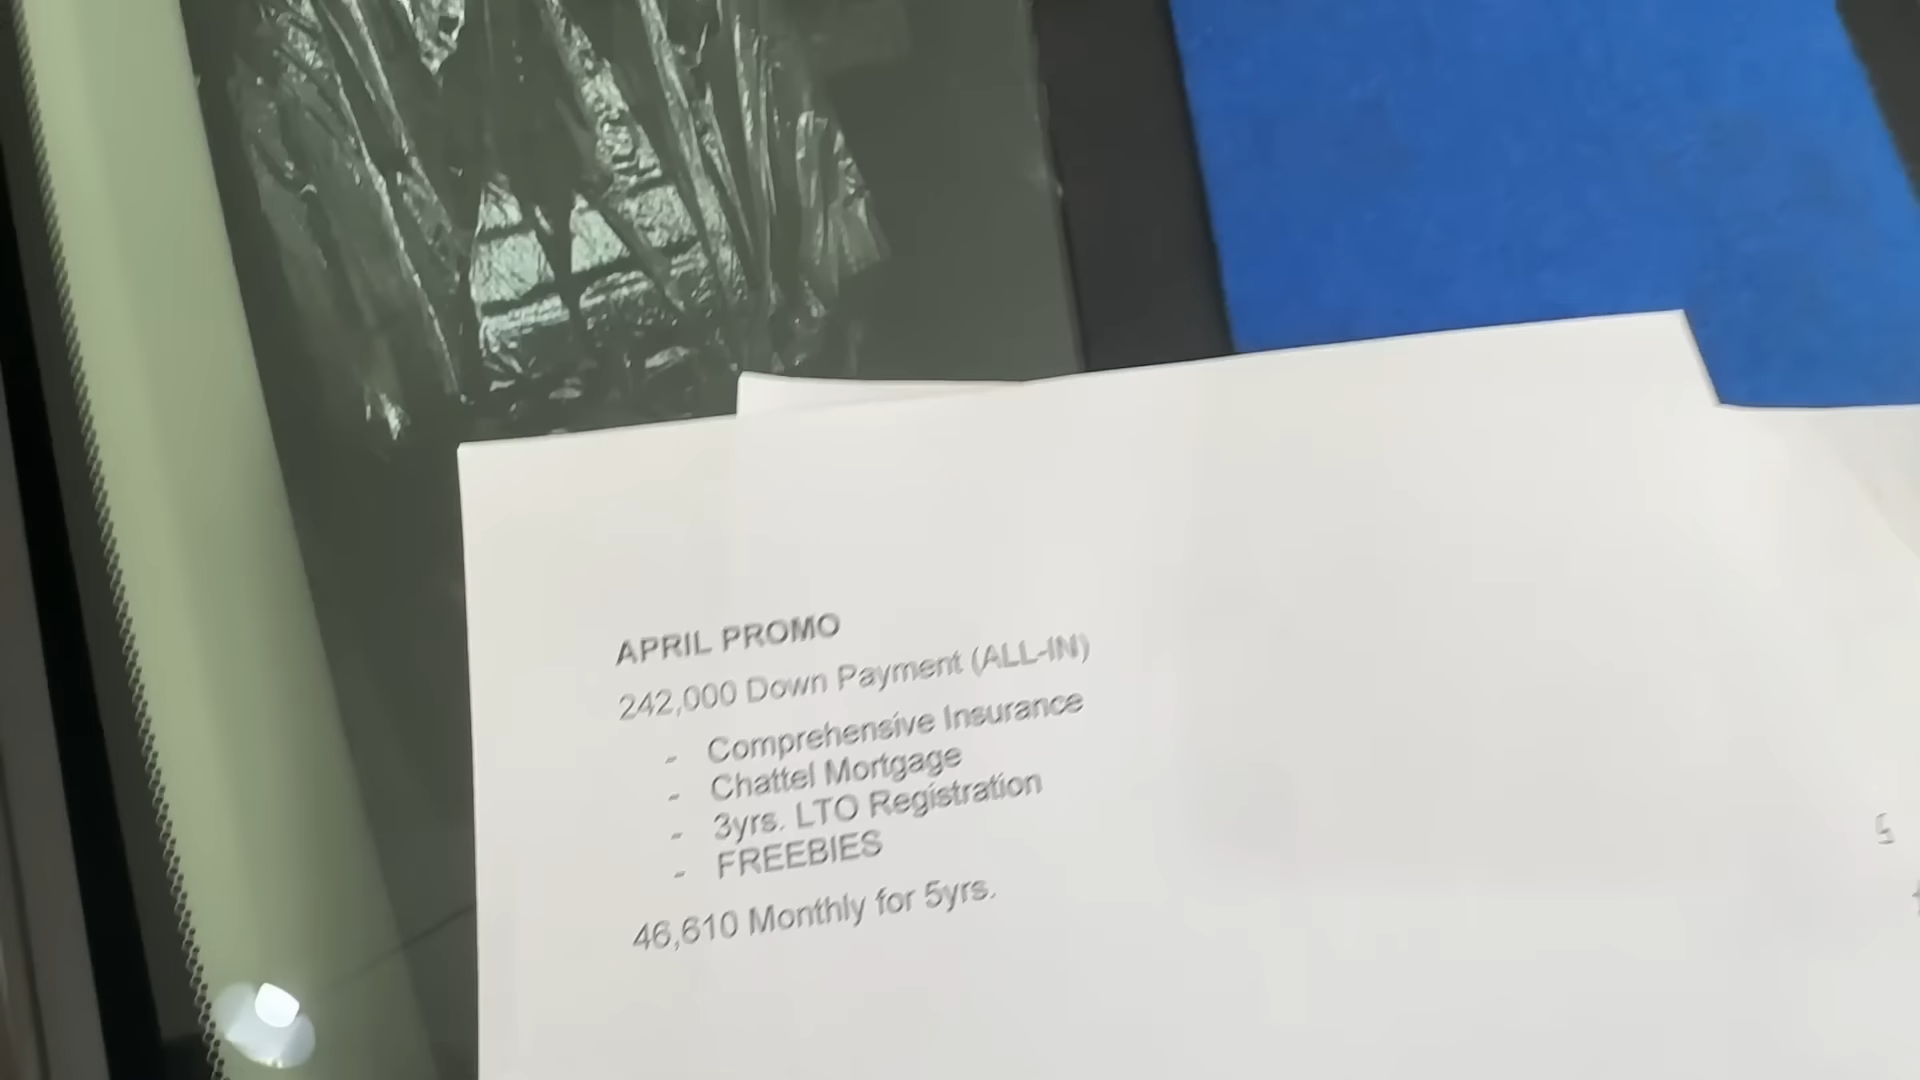 APRIL PROMO
242,000 Down Payment (ALL-IN)
- Comprehensive Insurance
- Chattel Mortgage
- 3yrs. LTO Registration
- FREEBIES
46,610 Monthly for 5yrs.